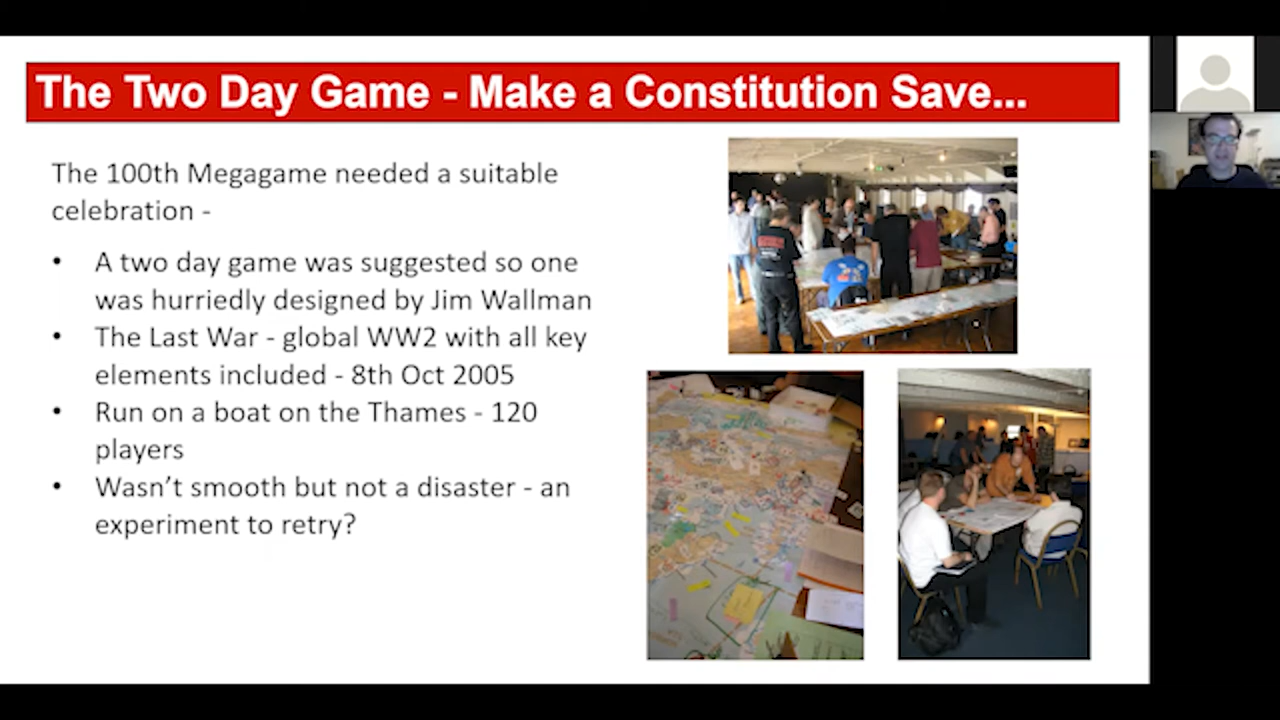 The Two Day Game - Make a Constitution Save...
The 100th Megagame needed a suitable
celebration -
• A two day game was suggested so one
was hurriedly designed by Jim Wallman
• The Last War - global WW2 with all key
elements included - 8th Oct 2005
• Run on a boat on the Thames - 120
players
• Wasn't smooth but not a disaster - an
experiment to retry?